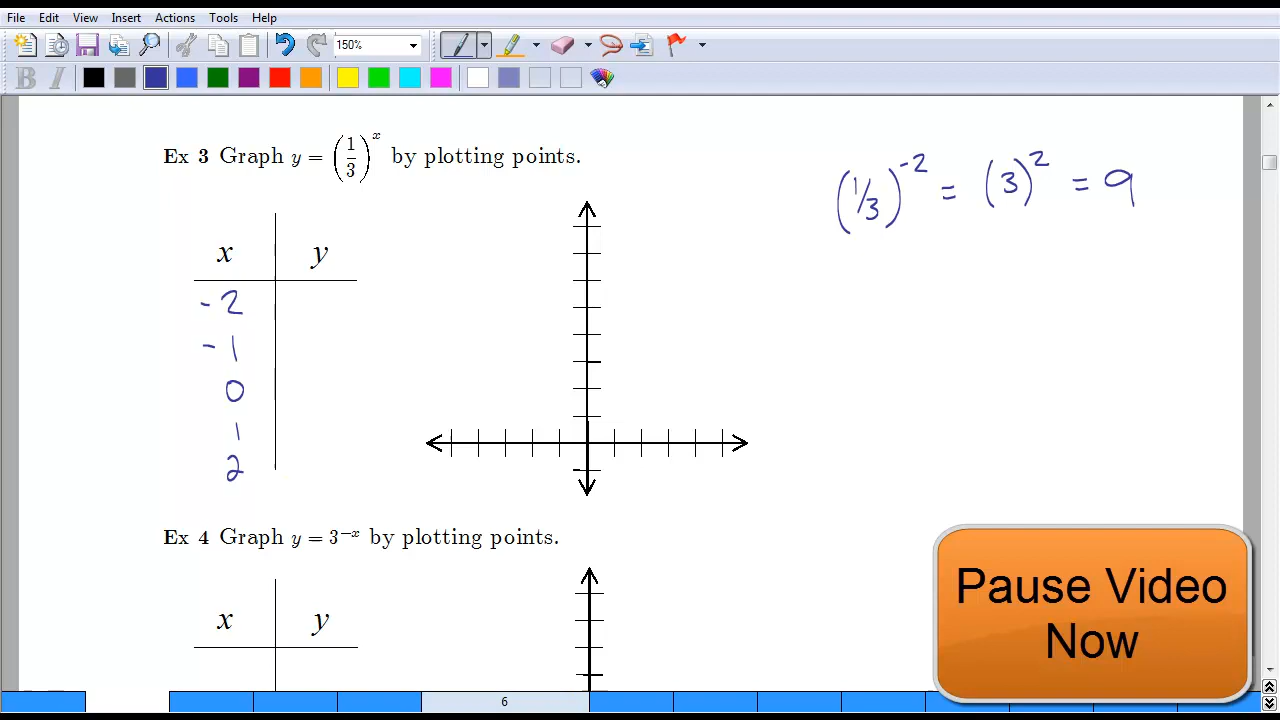 File Edit View Insert Actions Tools Help
150%
B I
Ex 3 Graph y = (1/3)^x by plotting points.
(1/3)^-2 = (3)^2 = 9
x y
-2
-1
0
1
2
Ex 4 Graph y = 3^-x by plotting points.
x y
Pause Video
Now
6